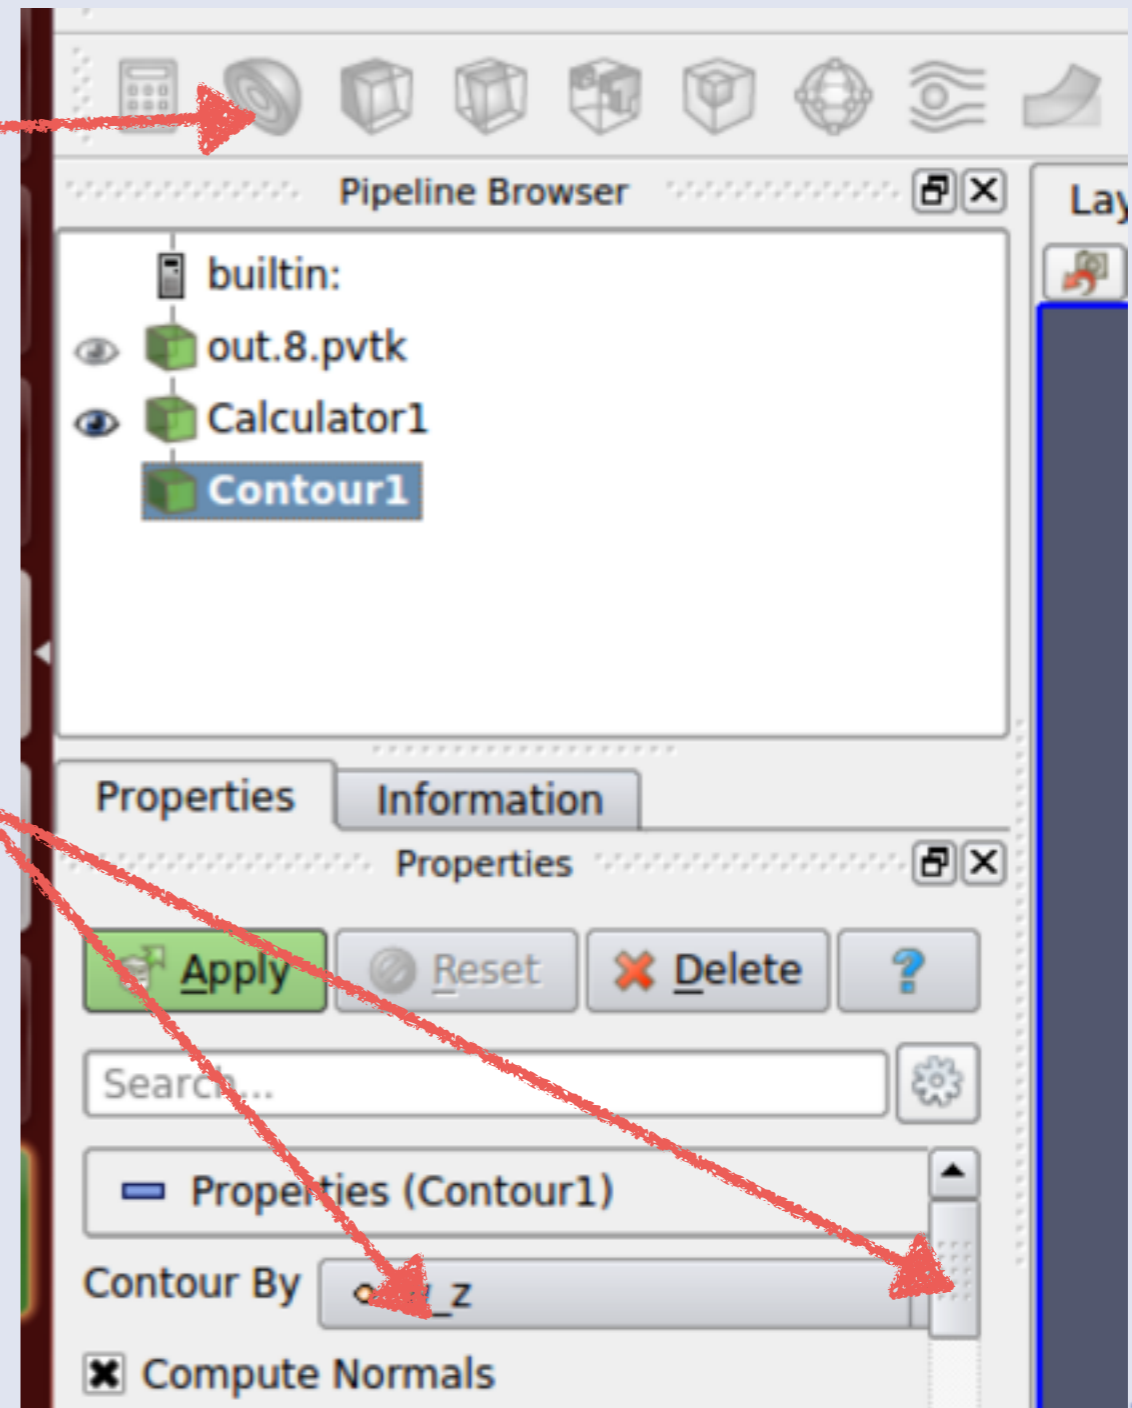 Pipeline Browser
builtin:
out.8.pvtk
Calculator1
Contour1
Properties Information
Properties
Apply Reset Delete ?
Search...
Properties (Contour1)
Contour By
Compute Normals